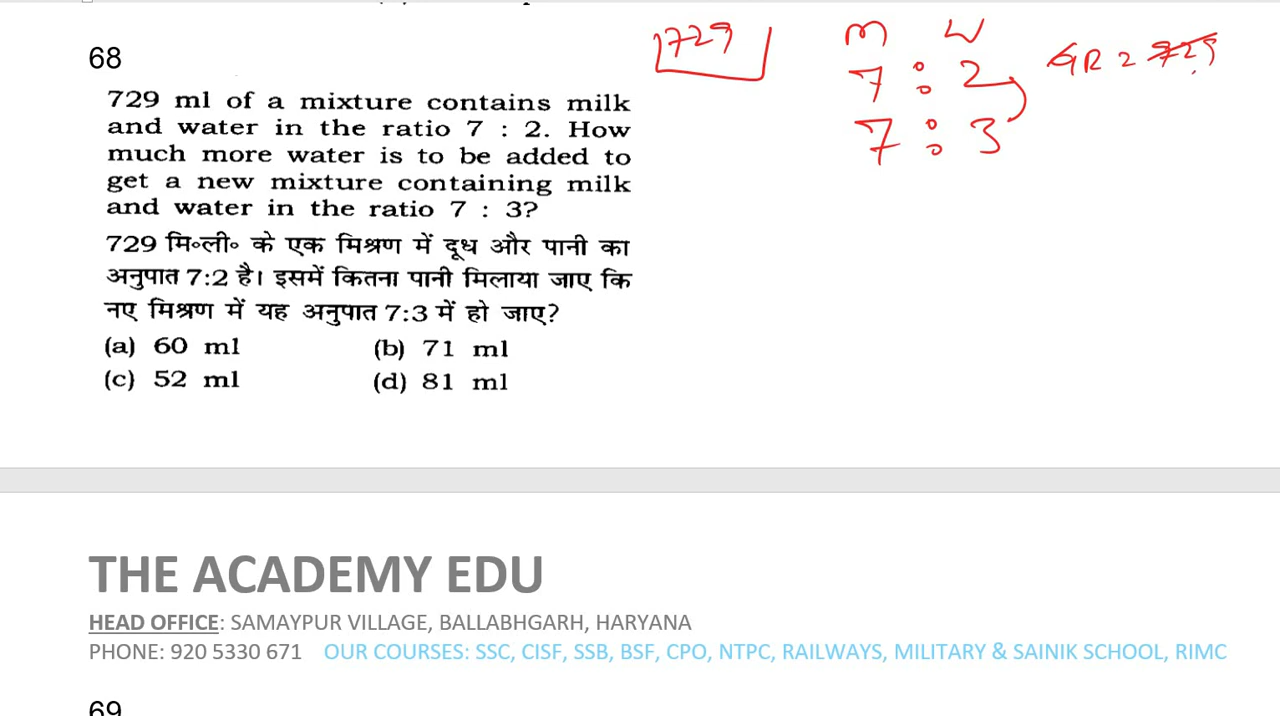 68
729 ml of a mixture contains milk
and water in the ratio 7 : 2. How
much more water is to be added to
get a new mixture containing milk
and water in the ratio 7 : 3?
729 मि॰ली॰ के एक मिश्रण में दूध और पानी का
अनुपात 7:2 है। इसमें कितना पानी मिलाया जाए कि
नए मिश्रण में यह अनुपात 7:3 में हो जाए?
(a) 60 ml (b) 71 ml
(c) 52 ml (d) 81 ml
729
M W
7 : 2
7 : 3
THE ACADEMY EDU
HEAD OFFICE: SAMAYPUR VILLAGE, BALLABHGARH, HARYANA
PHONE: 920 5330 671 OUR COURSES: SSC, CISF, SSB, BSF, CPO, NTPC, RAILWAYS, MILITARY & SAINIK SCHOOL, RIMC
69